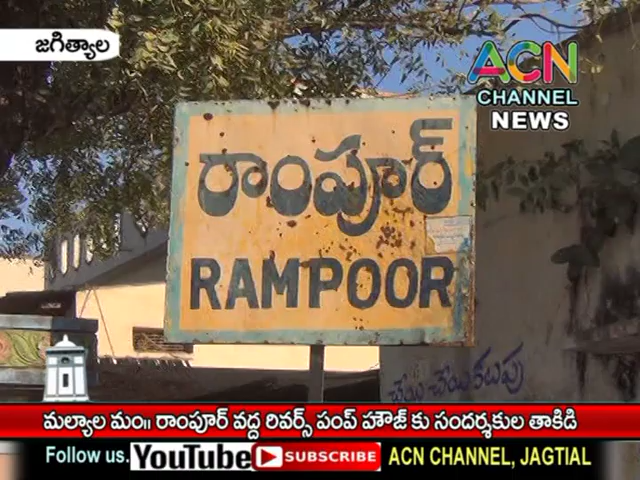 జగిత్యాల
ACN
CHANNEL
NEWS
రాంపూర్
RAMPOOR
మల్యాల మం॥ రాంపూర్ వద్ద రివర్స్ పంప్ హౌజ్ కు సందర్శకుల తాకిడి
Follow us. YouTube SUBSCRIBE ACN CHANNEL, JAGTIAL